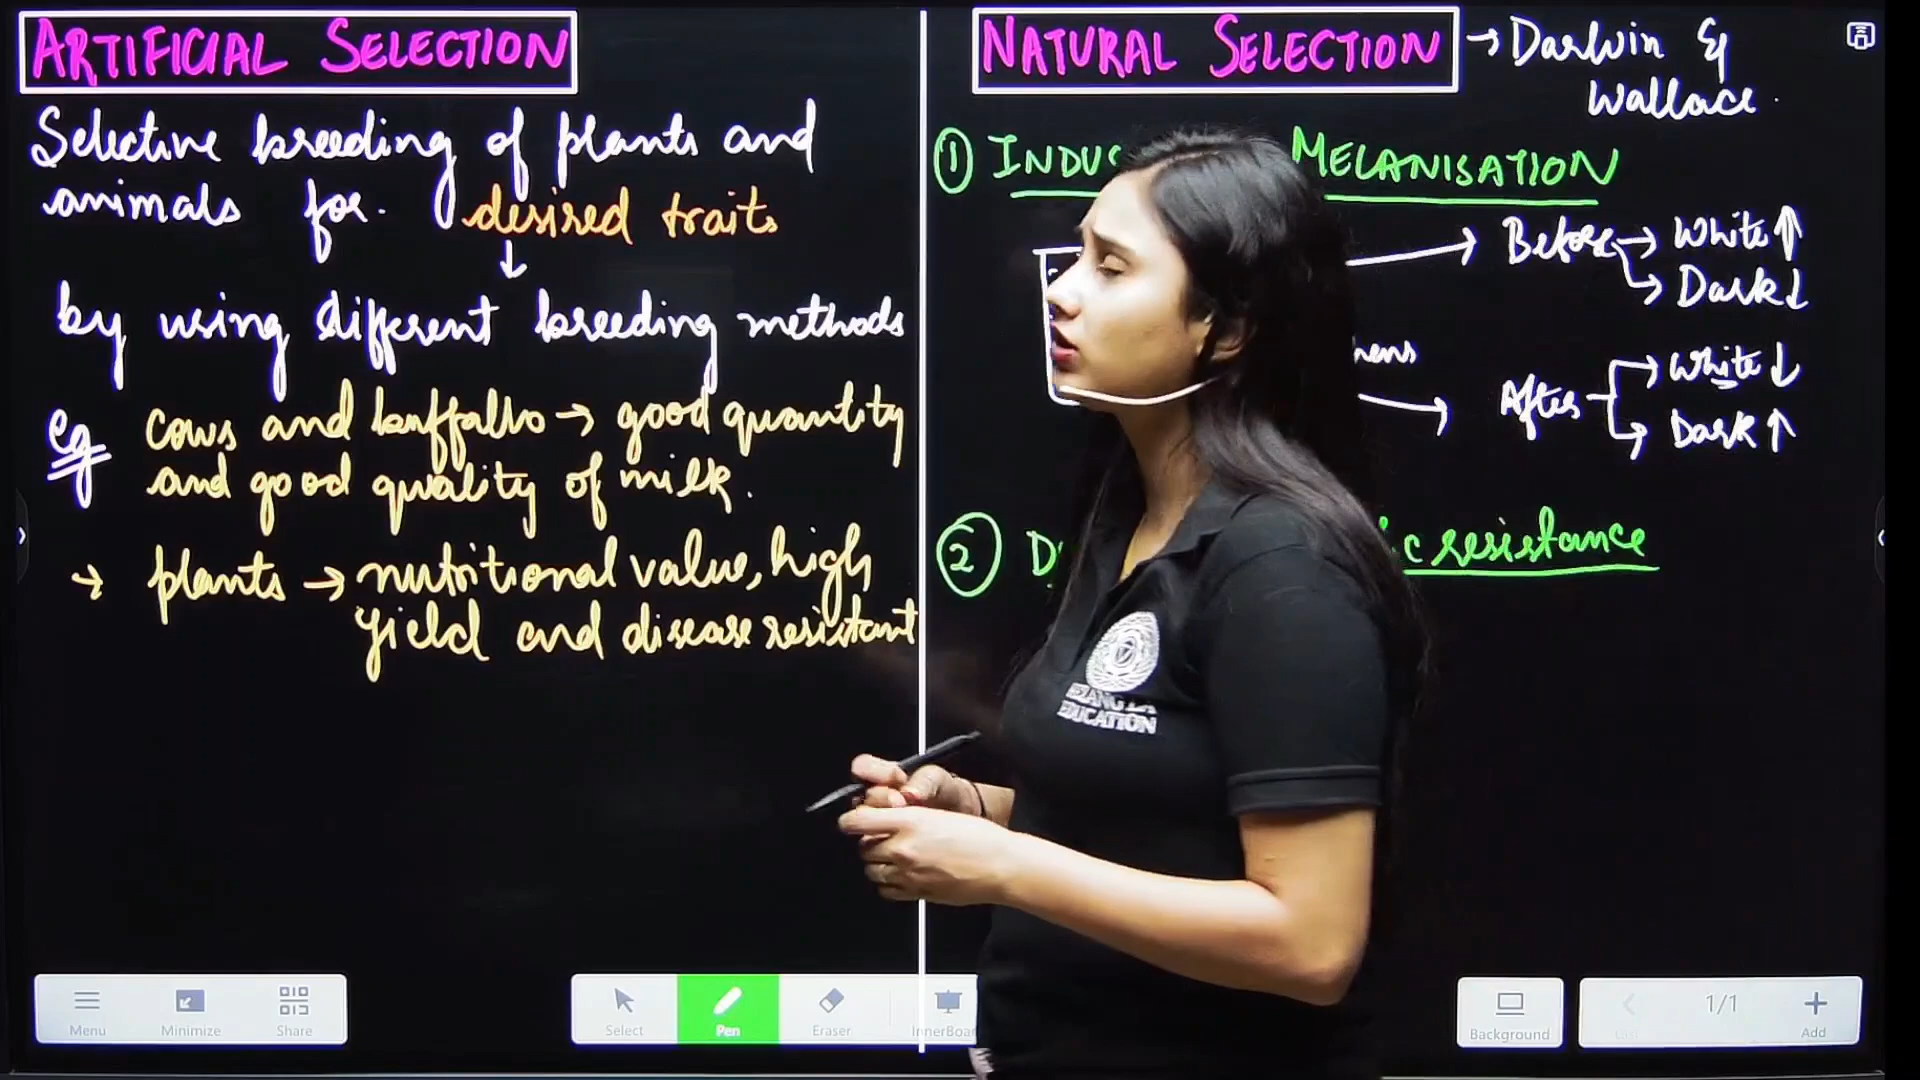 ARTIFICIAL SELECTION
Selective breeding of plants and
animals for desired traits
↓
by using different breeding methods
eg cows and buffallo → good quantity
and good quality of milk.
→ plants → nutritional value, high
yield and disease resistant
NATURAL SELECTION → Darwin &
Wallace.
① INDUS MELANISATION
→ Before → White ↑
→ Dark ↓
hens
→ After → White ↓
→ Dark ↑
② D c resistance
EDUCATION
Menu
Minimize
Share
Select
Pen
Eraser
InnerBoa
Background
1/1
Add